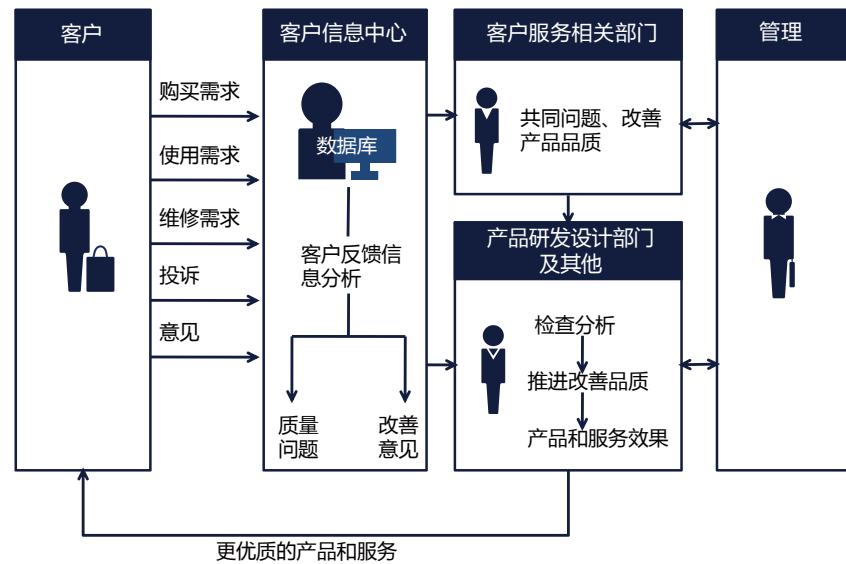 客户
购买需求
使用需求
维修需求
投诉
意见
客户信息中心
数据库
客户反馈信
息分析
质量
问题
改善
意见
客户服务相关部门
共同问题、改善
产品品质
产品研发设计部门
及其他
检查分析
推进改善品质
产品和服务效果
管理
更优质的产品和服务